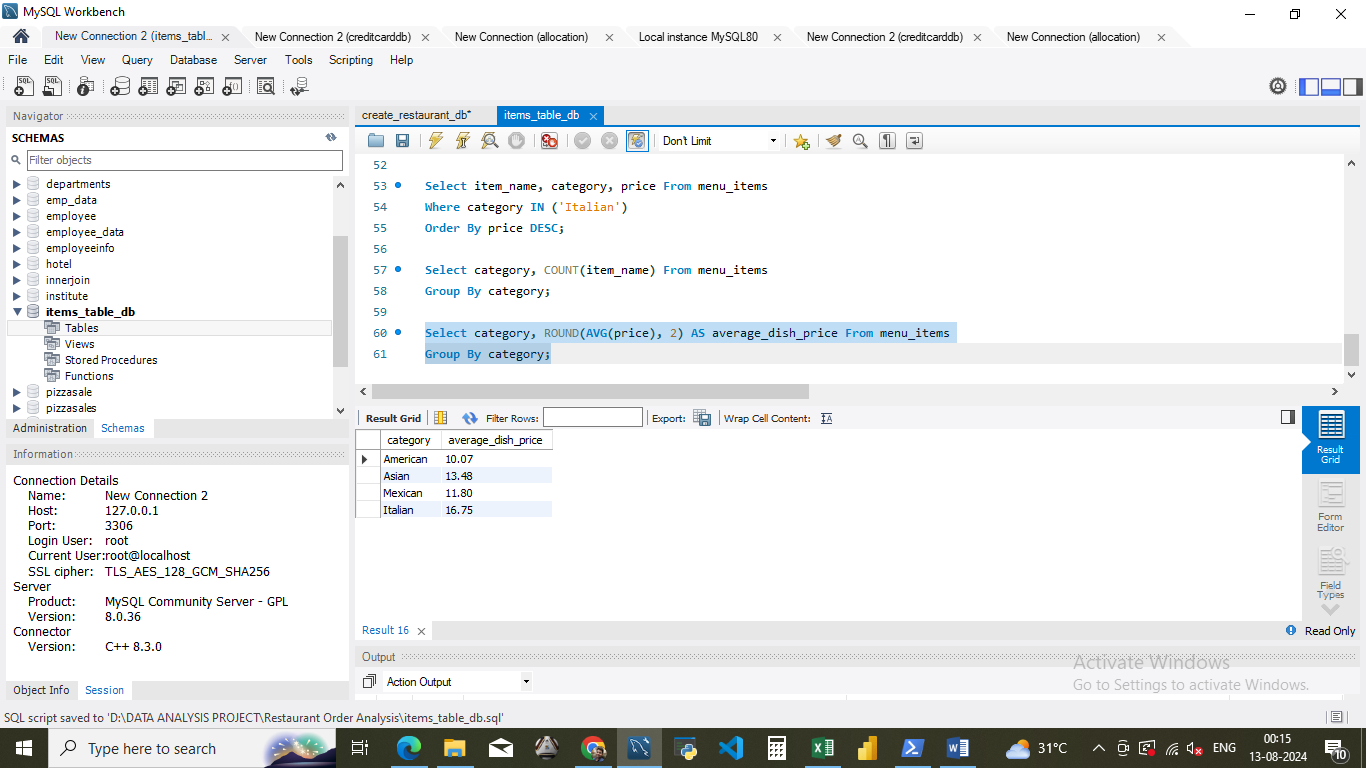 MySQL Workbench
New Connection 2 (items_tabl... New Connection 2 (creditcarddb) New Connection (allocation) Local instance MySQL80 New Connection 2 (creditcarddb) New Connection (allocation)
File Edit View Query Database Server Tools Scripting Help
Navigator
SCHEMAS
Filter objects
departments
emp_data
employee
employee_data
employeeinfo
hotel
innerjoin
institute
items_table_db
Tables
Views
Stored Procedures
Functions
pizzasale
pizzasales
Administration Schemas
Information
Connection Details
Name: New Connection 2
Host: 127.0.0.1
Port: 3306
Login User: root
Current User:root@localhost
SSL cipher: TLS_AES_128_GCM_SHA256
Server
Product: MySQL Community Server - GPL
Version: 8.0.36
Connector
Version: C++ 8.3.0
Object Info Session
create_restaurant_db* items_table_db
Don't Limit
52
53 Select item_name, category, price From menu_items
54 Where category IN ('Italian')
55 Order By price DESC;
56
57 Select category, COUNT(item_name) From menu_items
58 Group By category;
59
60 Select category, ROUND(AVG(price), 2) AS average_dish_price From menu_items
61 Group By category;
Result Grid Filter Rows: Export: Wrap Cell Content:
category average_dish_price
American 10.07
Asian 13.48
Mexican 11.80
Italian 16.75
Result Grid
Form Editor
Field Types
Result 16 Read Only
Output
Action Output
Activate Windows
Go to Settings to activate Windows.
SQL script saved to 'D:\DATA ANALYSIS PROJECT\Restaurant Order Analysis\items_table_db.sql'
Type here to search 31°C ENG 00:15
13-08-2024
10